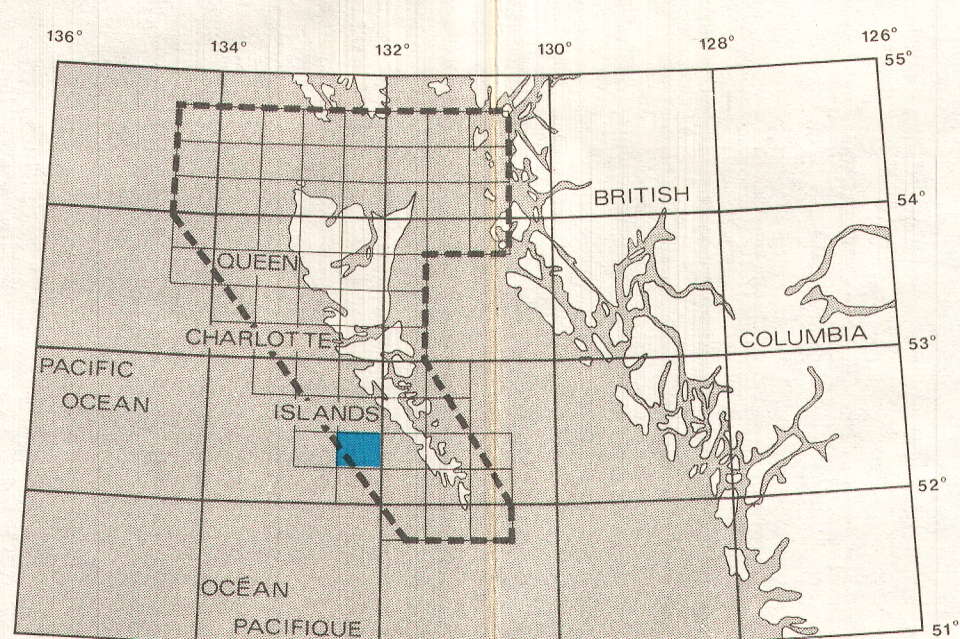 136° 134° 132° 130° 128° 126°
55°
BRITISH
54°
QUEEN
CHARLOTTE
COLUMBIA
53°
PACIFIC
OCEAN
ISLANDS
52°
OCÉAN
PACIFIQUE
51°